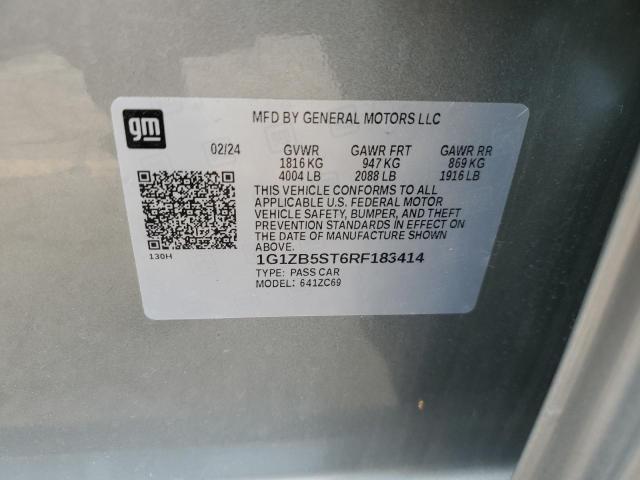 gm
MFD BY GENERAL MOTORS LLC
02/24 GVWR GAWR FRT GAWR RR
1816 KG 947 KG 869 KG
4004 LB 2088 LB 1916 LB
THIS VEHICLE CONFORMS TO ALL
APPLICABLE U.S. FEDERAL MOTOR
VEHICLE SAFETY, BUMPER, AND THEFT
PREVENTION STANDARDS IN EFFECT ON
THE DATE OF MANUFACTURE SHOWN
ABOVE.
130H
1G1ZB5ST6RF183414
TYPE: PASS CAR
MODEL: 641ZC69